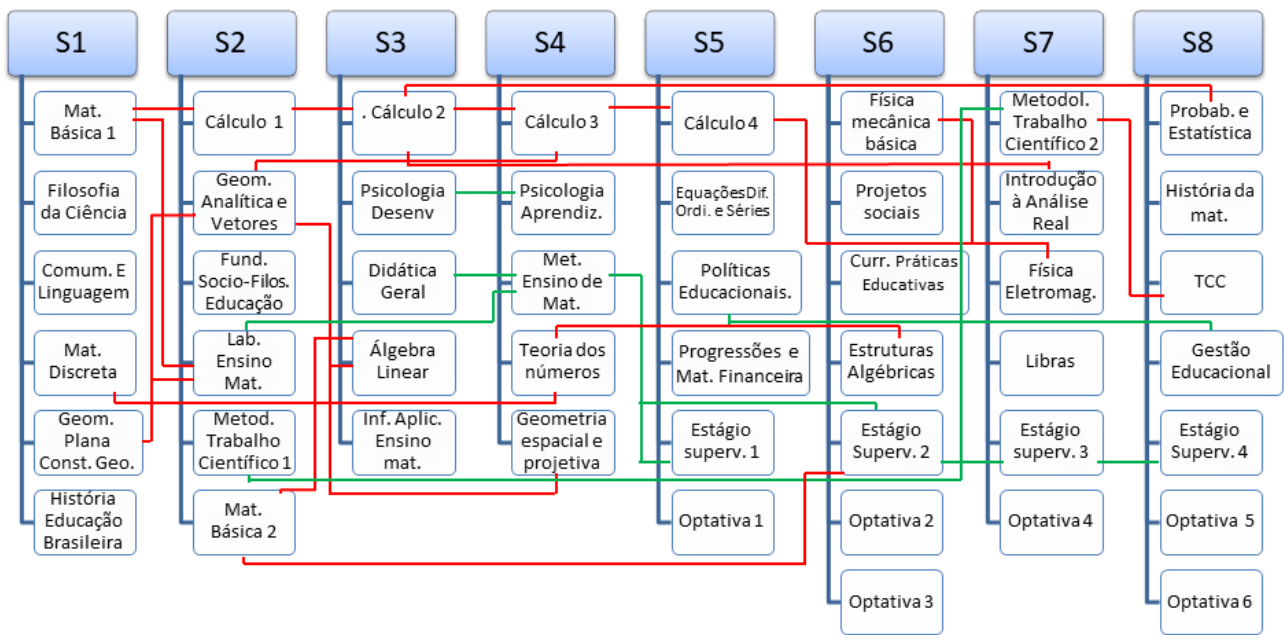 S1
Mat.
Básica 1
Filosofia
da Ciência
Comum. E
Linguagem
Mat.
Discreta
Geom.
Plana
Const. Geo.
História
Educação
Brasileira
S2
Cálculo 1
Geom.
Analítica e
Vetores
Fund.
Socio-Filos.
Educação
Lab.
Ensino
Mat.
Metod.
Trabalho
Científico 1
Mat.
Básica 2
S3
. Cálculo 2
Psicologia
Desenv
Didática
Geral
Álgebra
Linear
Inf. Aplic.
Ensino
mat.
S4
Cálculo 3
Psicologia
Aprendiz.
Met.
Ensino de
Mat.
Teoria dos
números
Geometria
espacial e
projetiva
S5
Cálculo 4
Equações Dif.
Ordi. e Séries
Políticas
Educacionais.
Progressões e
Mat. Financeira
Estágio
superv. 1
Optativa 1
S6
Física
mecânica
básica
Projetos
sociais
Curr. Práticas
Educativas
Estruturas
Algébricas
Estágio
Superv. 2
Optativa 2
Optativa 3
S7
Metodol.
Trabalho
Científico 2
Introdução
à Análise
Real
Física
Eletromag.
Libras
Estágio
superv. 3
Optativa 4
S8
Probab. e
Estatística
História da
mat.
TCC
Gestão
Educacional
Estágio
Superv. 4
Optativa 5
Optativa 6